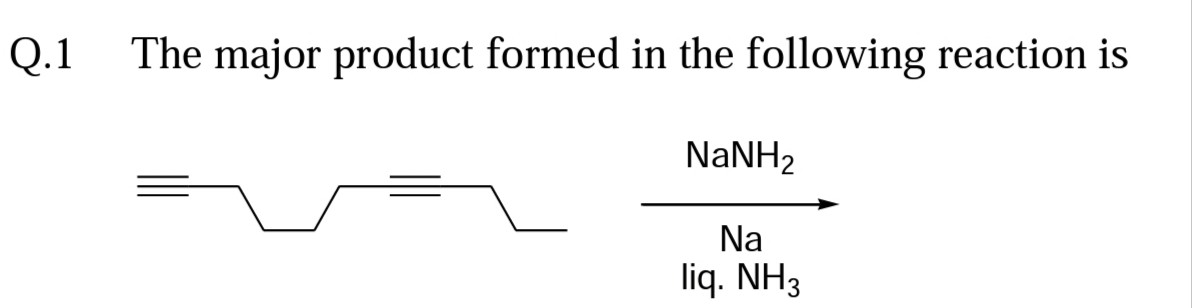 Q.1 The major product formed in the following reaction is
NaNH₂
Na
liq. NH₃